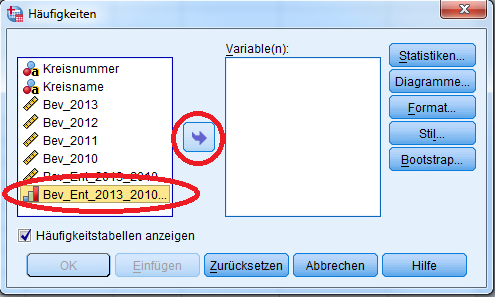 Häufigkeiten
Variable(n):
Kreisnummer
Kreisname
Bev_2013
Bev_2012
Bev_2011
Bev_2010
Bev_Ent_2013_2010
Bev_Ent_2013_2010...
Statistiken...
Diagramme...
Format...
Stil...
Bootstrap...
Häufigkeitstabellen anzeigen
OK
Einfügen
Zurücksetzen
Abbrechen
Hilfe